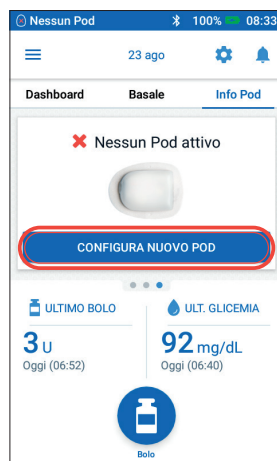 Nessun Pod 100% 08:33
23 ago
Dashboard Basale Info Pod
Nessun Pod attivo
CONFIGURA NUOVO POD
ULTIMO BOLO ULT. GLICEMIA
3 U 92 mg/dL
Oggi (06:52) Oggi (06:40)
Bolo